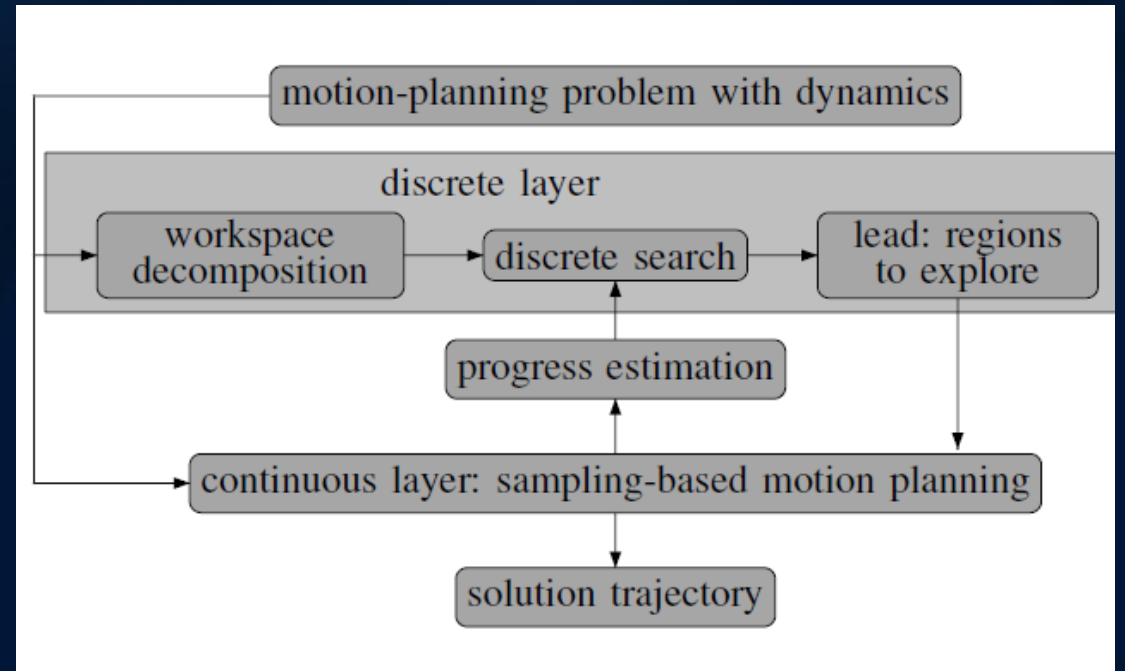 motion-planning problem with dynamics
discrete layer
workspace
decomposition
discrete search
lead: regions
to explore
progress estimation
continuous layer: sampling-based motion planning
solution trajectory